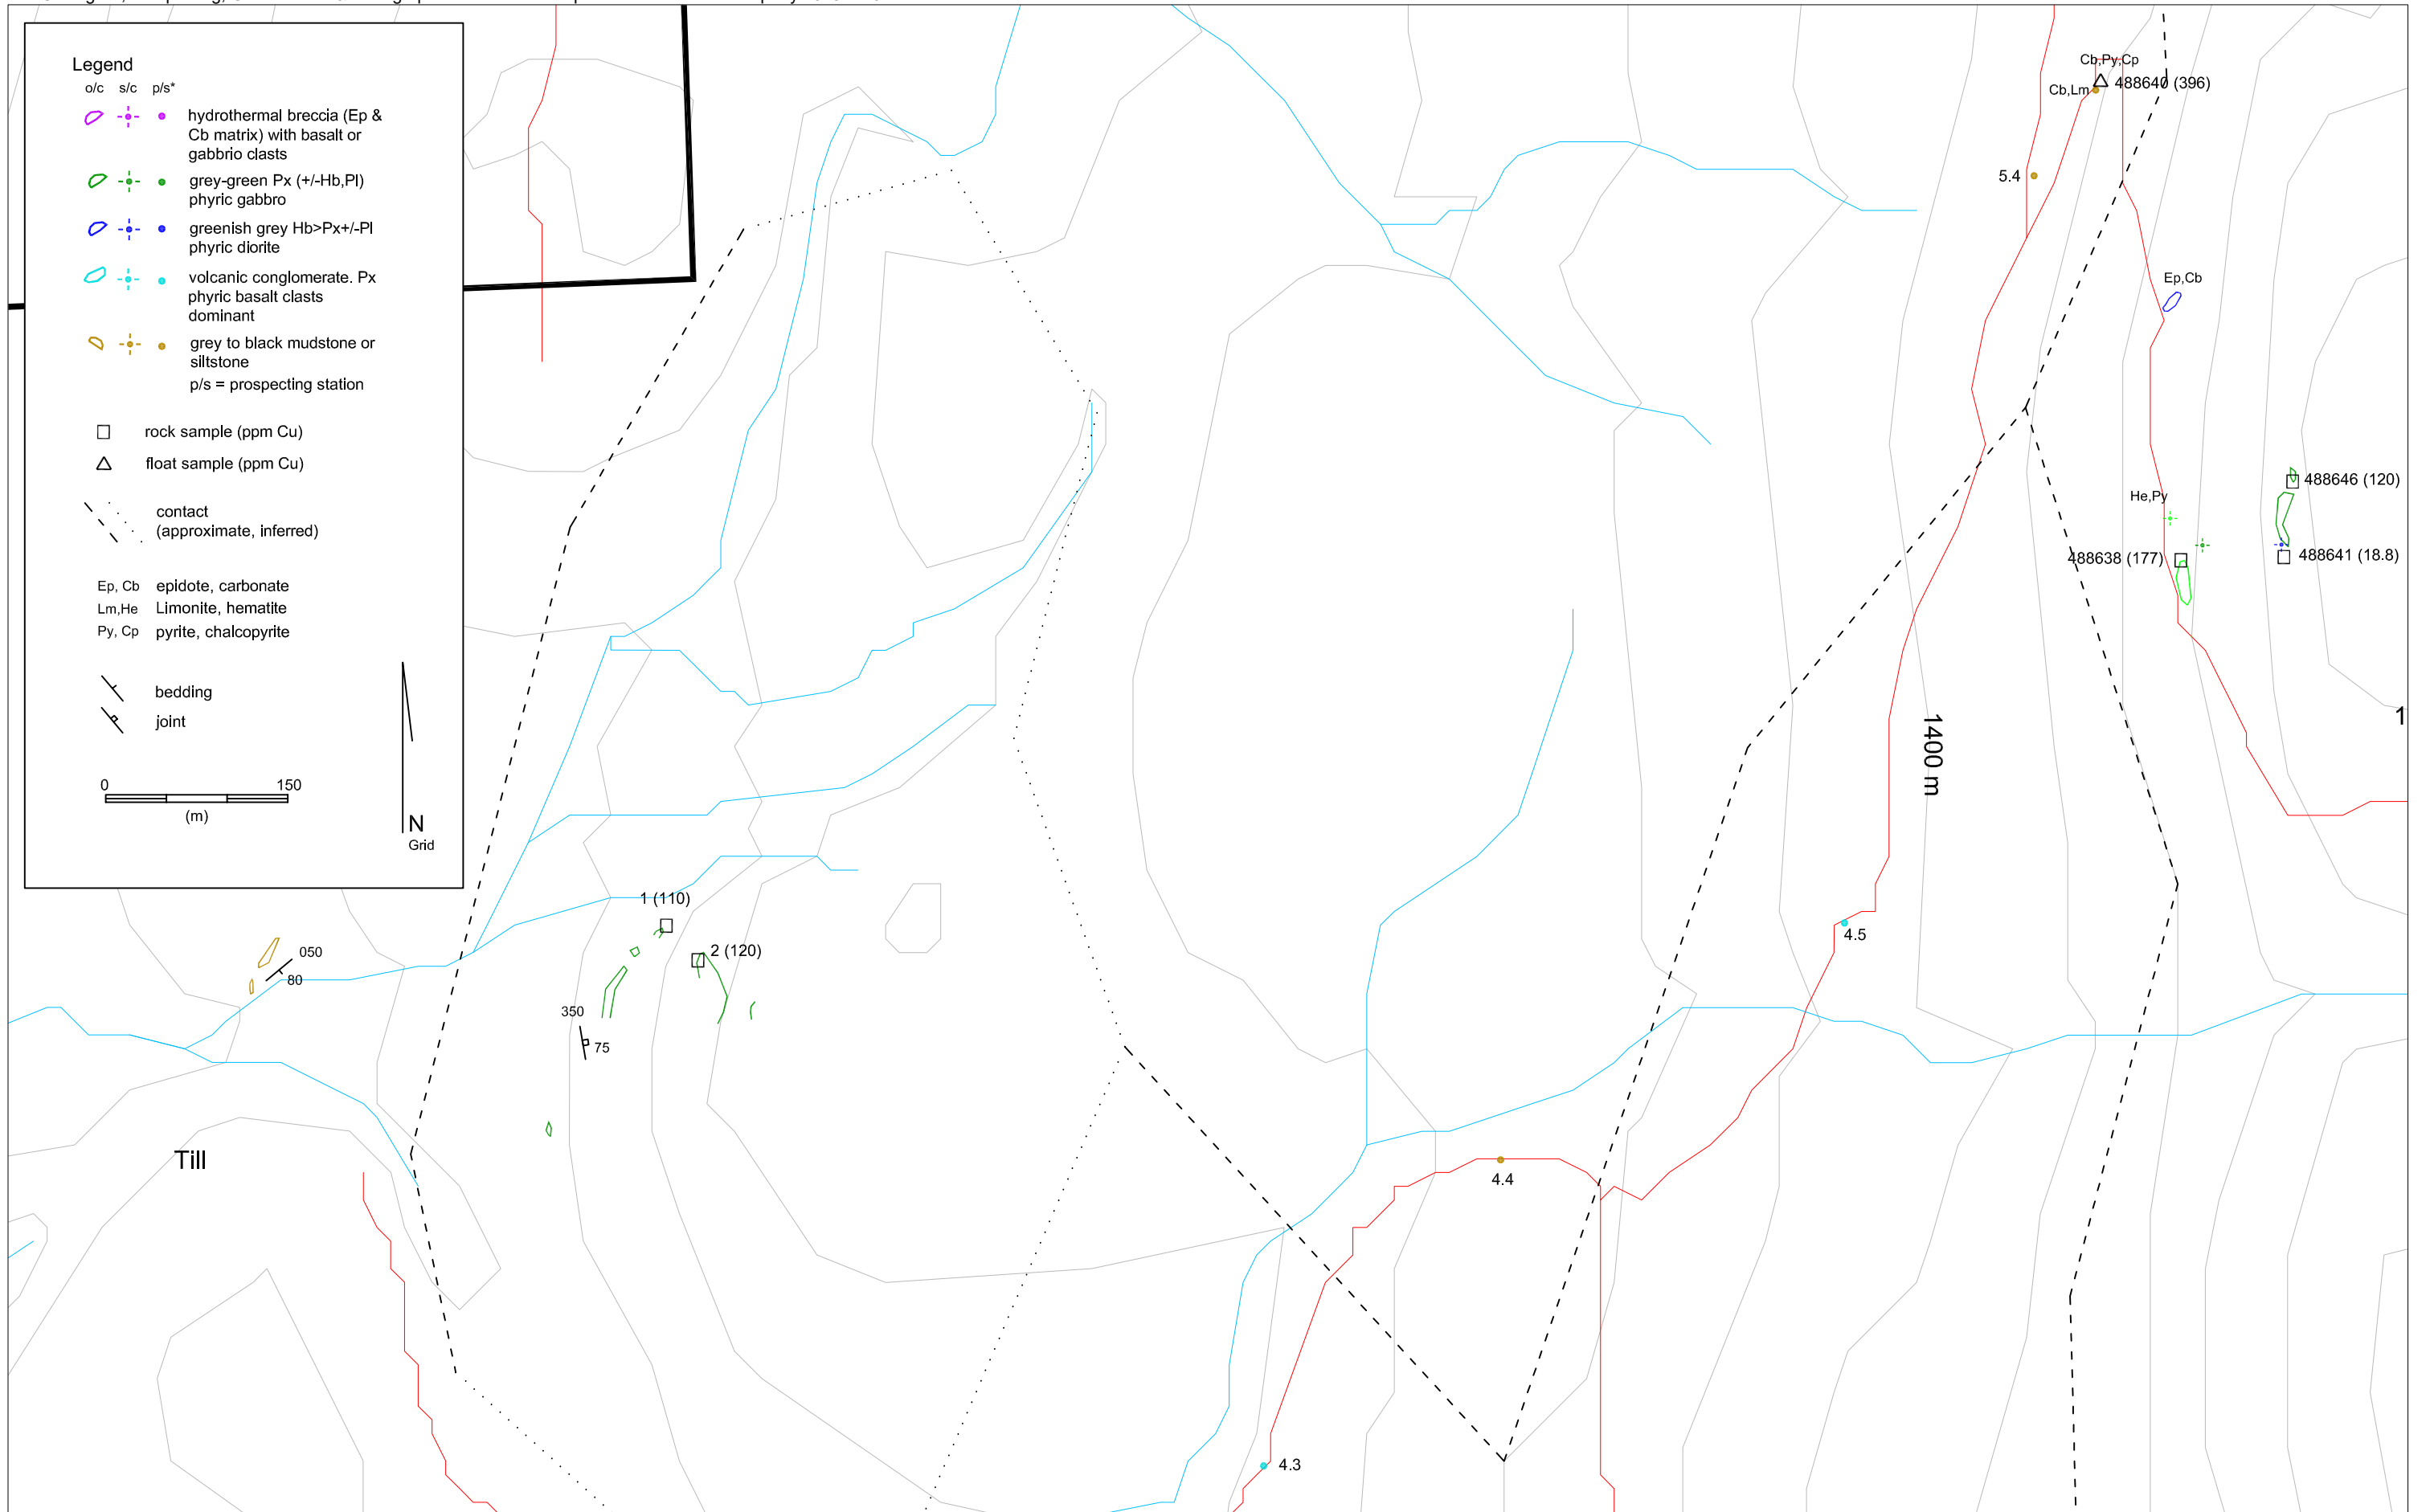 Legend
o/c s/c p/s*
hydrothermal breccia (Ep &
Cb matrix) with basalt or
gabbrio clasts
grey-green Px (+/-Hb,Pl)
phyric gabbro
greenish grey Hb>Px+/-Pl
phyric diorite
volcanic conglomerate. Px
phyric basalt clasts
dominant
grey to black mudstone or
siltstone
p/s = prospecting station
rock sample (ppm Cu)
float sample (ppm Cu)
contact
(approximate, inferred)
Ep, Cb epidote, carbonate
Lm,He Limonite, hematite
Py, Cp pyrite, chalcopyrite
bedding
joint
0 150
(m)
N
Grid
Cb,Py,Cp
488640 (396)
Cb,Lm
5.4
Ep,Cb
488646 (120)
He,Py
488641 (18.8)
488638 (177)
1400 m
1
1 (110)
2 (120)
050
80
350
75
4.5
Till
4.4
4.3